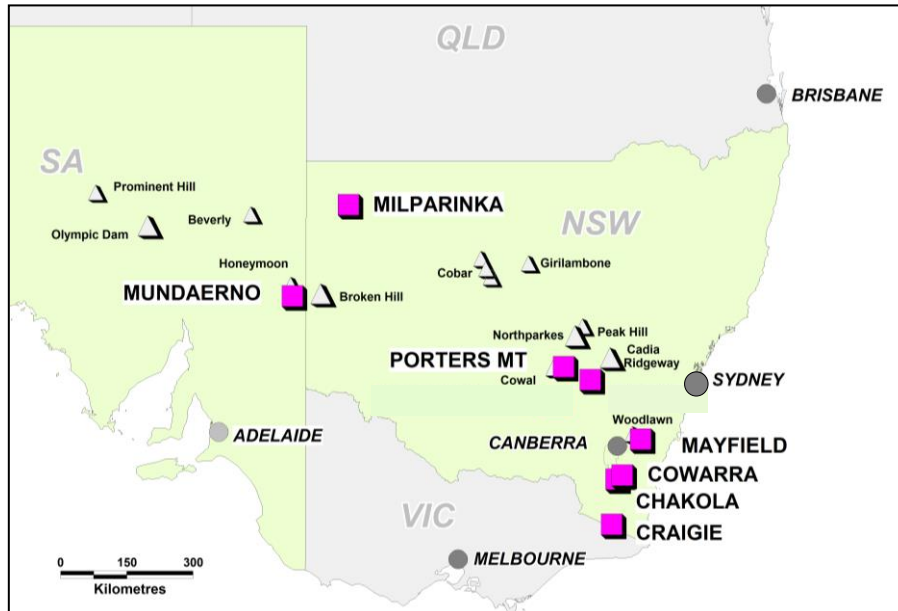 QLD
BRISBANE
SA
Prominent Hill
Olympic Dam
Beverly
MILPARINKA
NSW
Honeymoon
MUNDAERNO
Broken Hill
Cobar
Girilambone
Northparkes
Peak Hill
PORTERS MT
Cadia
Ridgeway
Cowal
SYDNEY
ADELAIDE
Woodlawn
CANBERRA
MAYFIELD
COWARRA
CHAKOLA
CRAIGIE
VIC
MELBOURNE
0 150 300
Kilometres